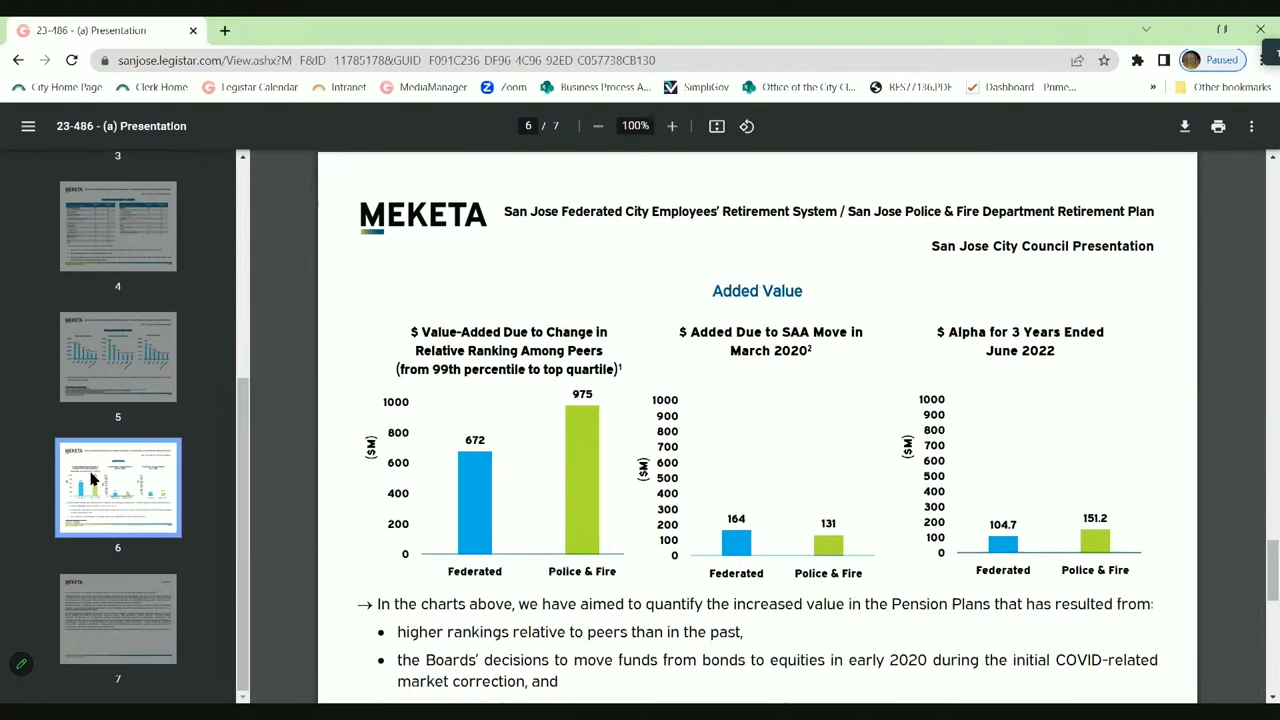 23-486 - (a) Presentation
sanjose.legistar.com/View.ashx?M F&ID 11785178&GUID F091C236 DF96 4C96 92ED C057738CB130
Paused
City Home Page Clerk Home Legistar Calendar Intranet MediaManager Zoom Business Process A... SimpliGov Office of the City Cl... RES77136.PDF Dashboard Prime... » Other bookmarks
23-486 - (a) Presentation
6 / 7
100%
3
4
5
6
7
MEKETA
San Jose Federated City Employees' Retirement System / San Jose Police & Fire Department Retirement Plan
San Jose City Council Presentation
Added Value
$ Value-Added Due to Change in
Relative Ranking Among Peers
(from 99th percentile to top quartile)¹
($M)
1000
800
600
400
200
0
672
975
Federated
Police & Fire
$ Added Due to SAA Move in
March 2020²
($M)
1000
900
800
700
600
500
400
300
200
100
0
164
131
Federated
Police & Fire
$ Alpha for 3 Years Ended
June 2022
($M)
1000
900
800
700
600
500
400
300
200
100
0
104.7
151.2
Federated
Police & Fire
→ In the charts above, we have aimed to quantify the increased value in the Pension Plans that has resulted from:
• higher rankings relative to peers than in the past,
• the Boards' decisions to move funds from bonds to equities in early 2020 during the initial COVID-related
market correction, and